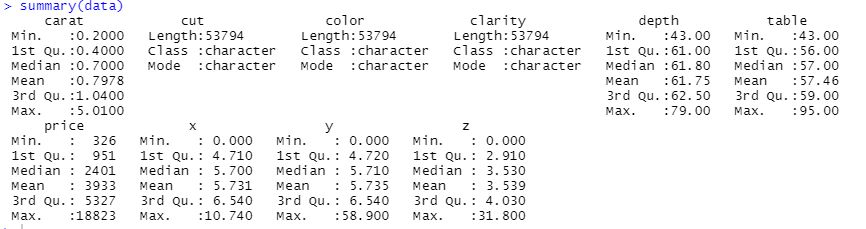 > summary(data)
carat cut color clarity depth table
Min. :0.2000 Length:53794 Length:53794 Length:53794 Min. :43.00 Min. :43.00
1st Qu.:0.4000 Class :character Class :character Class :character 1st Qu.:61.00 1st Qu.:56.00
Median :0.7000 Mode :character Mode :character Mode :character Median :61.80 Median :57.00
Mean :0.7978 Mean :61.75 Mean :57.46
3rd Qu.:1.0400 3rd Qu.:62.50 3rd Qu.:59.00
Max. :5.0100 Max. :79.00 Max. :95.00
price x y z
Min. : 326 Min. : 0.000 Min. : 0.000 Min. : 0.000
1st Qu.: 951 1st Qu.: 4.710 1st Qu.: 4.720 1st Qu.: 2.910
Median : 2401 Median : 5.700 Median : 5.710 Median : 3.530
Mean : 3933 Mean : 5.731 Mean : 5.735 Mean : 3.539
3rd Qu.: 5327 3rd Qu.: 6.540 3rd Qu.: 6.540 3rd Qu.: 4.030
Max. :18823 Max. :10.740 Max. :58.900 Max. :31.800